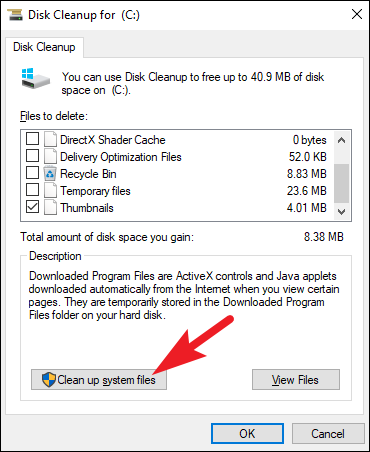 Disk Cleanup for (C:)
Disk Cleanup
You can use Disk Cleanup to free up to 40.9 MB of disk
space on (C:).
Files to delete:
DirectX Shader Cache 0 bytes
Delivery Optimization Files 52.0 KB
Recycle Bin 8.83 MB
Temporary files 23.6 MB
Thumbnails 4.01 MB
Total amount of disk space you gain: 8.38 MB
Description
Downloaded Program Files are ActiveX controls and Java applets
downloaded automatically from the Internet when you view certain
pages. They are temporarily stored in the Downloaded Program
Files folder on your hard disk.
Clean up system files View Files
OK Cancel